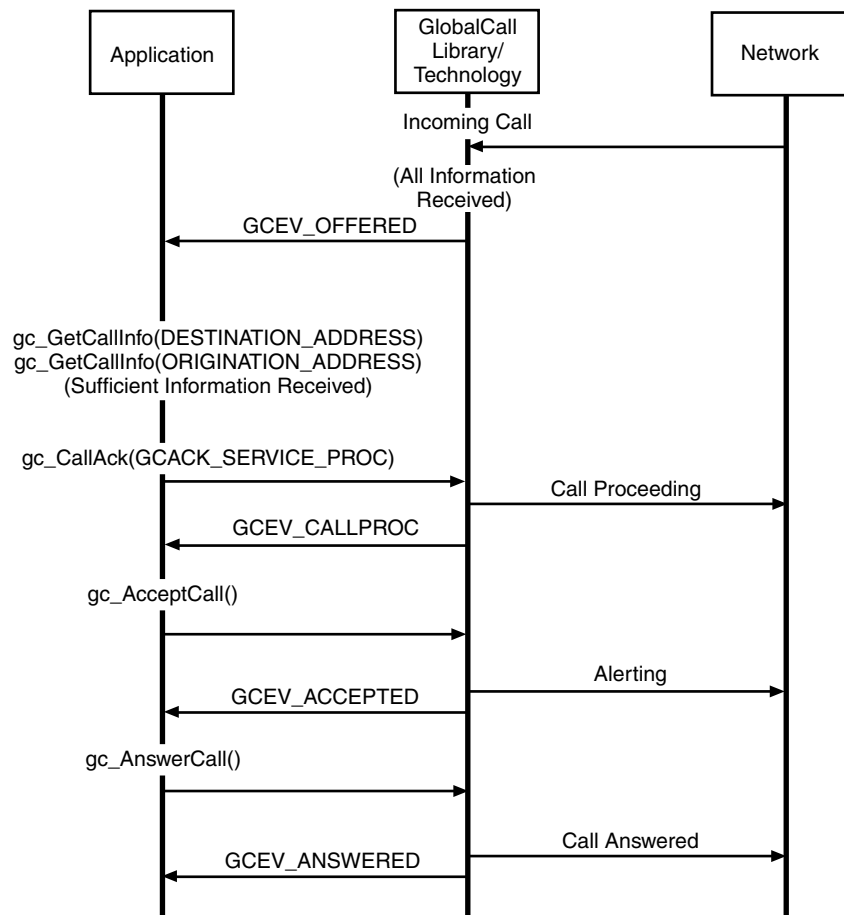 Application
GlobalCall
Library/
Technology
Network
Incoming Call
(All Information
Received)
GCEV_OFFERED
gc_GetCallInfo(DESTINATION_ADDRESS)
gc_GetCallInfo(ORIGINATION_ADDRESS)
(Sufficient Information Received)
gc_CallAck(GCACK_SERVICE_PROC)
Call Proceeding
GCEV_CALLPROC
gc_AcceptCall()
Alerting
GCEV_ACCEPTED
gc_AnswerCall()
Call Answered
GCEV_ANSWERED